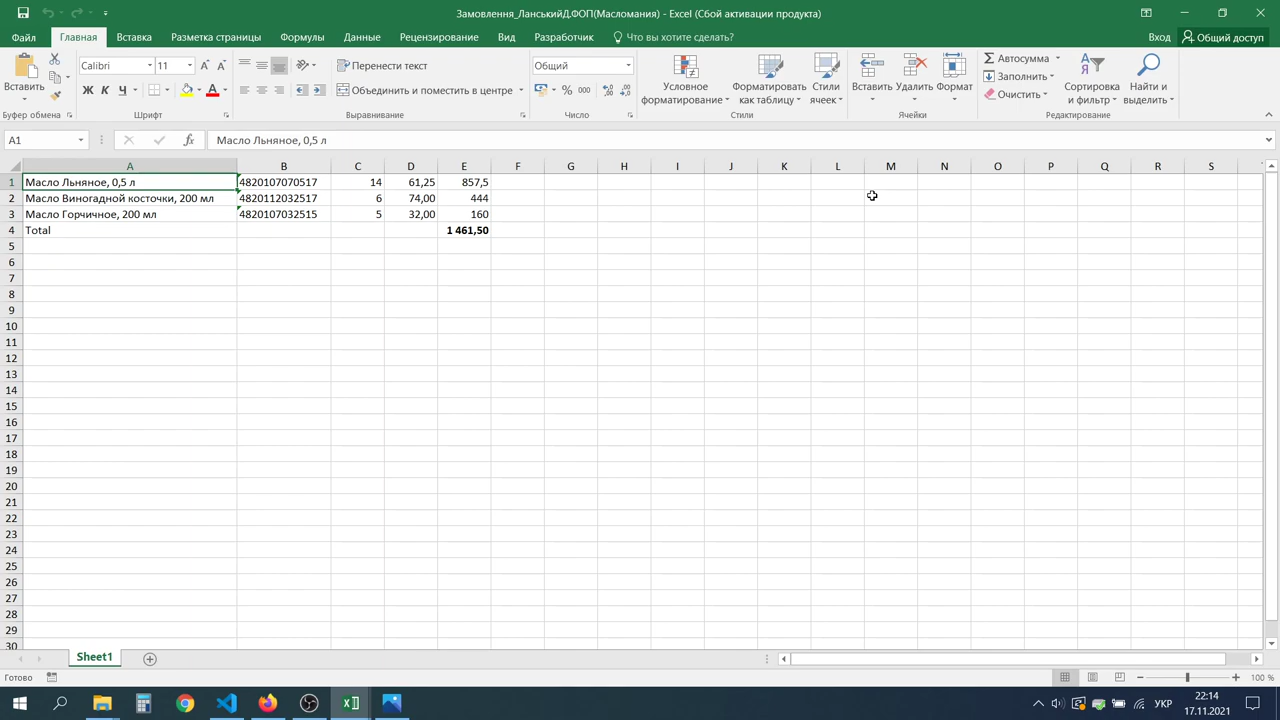 Замовлення_ЛанськийД.ФОП(Масломания) - Excel (Сбой активации продукта)
Файл Главная Вставка Разметка страницы Формулы Данные Рецензирование Вид Разработчик Что вы хотите сделать? Вход Общий доступ
Вставить
Calibri 11
Ж К Ч
Перенести текст
Объединить и поместить в центре
Общий
% 000
Условное форматирование
Форматировать как таблицу
Стили ячеек
Вставить Удалить Формат
Автосумма
Заполнить
Очистить
Сортировка и фильтр
Найти и выделить
Буфер обмена Шрифт Выравнивание Число Стили Ячейки Редактирование
A1 fx Масло Льняное, 0,5 л
A B C D E F G H I J K L M N O P Q R S
1 Масло Льняное, 0,5 л 4820107070517 14 61,25 857,5
2 Масло Виногадной косточки, 200 мл 4820112032517 6 74,00 444
3 Масло Горчичное, 200 мл 4820107032515 5 32,00 160
4 Total 1 461,50
5
6
7
8
9
10
11
12
13
14
15
16
17
18
19
20
21
22
23
24
25
26
27
28
29
30
Sheet1
Готово 100 %
УКР 22:14
17.11.2021